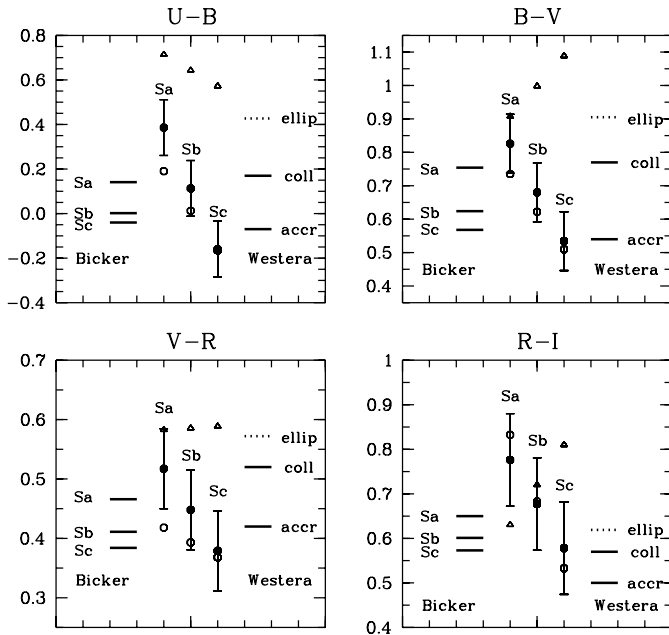 U−B
0.8
0.6
0.4
0.2
0.0
−0.2
−0.4
Sa
Sb
Sc
Sa
Sb
Sc
ellip
coll
accr
Bicker
Westera
B−V
1.1
1
0.9
0.8
0.7
0.6
0.5
0.4
Sa
Sb
Sc
Sa
Sb
Sc
ellip
coll
accr
Bicker
Westera
V−R
0.7
0.6
0.5
0.4
0.3
Sa
Sb
Sc
Sa
Sb
Sc
ellip
coll
accr
Bicker
Westera
R−I
1
0.9
0.8
0.7
0.6
0.5
0.4
Sa
Sb
Sc
Sa
Sb
Sc
ellip
coll
accr
Bicker
Westera